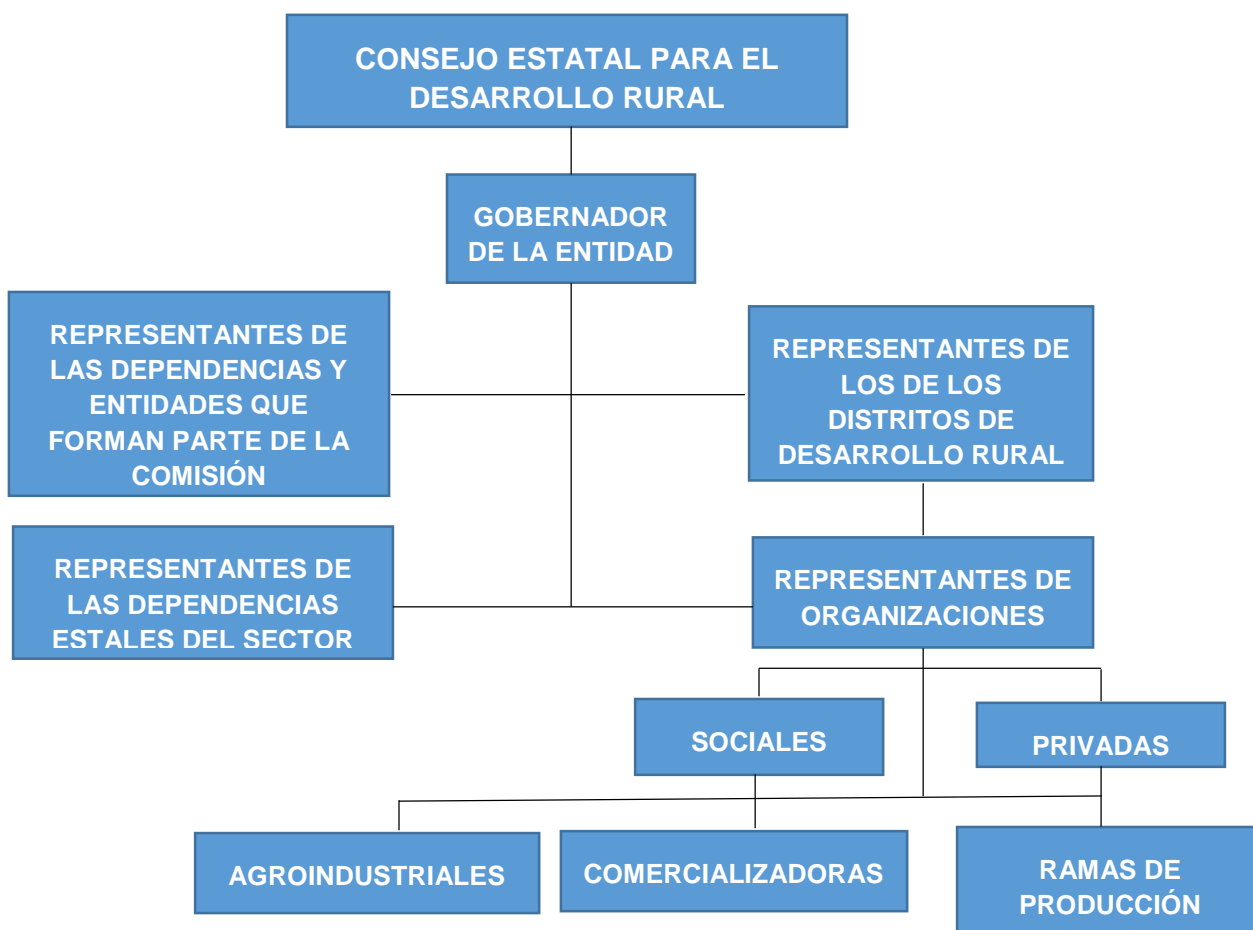 CONSEJO ESTATAL PARA EL
DESARROLLO RURAL
GOBERNADOR
DE LA ENTIDAD
REPRESENTANTES DE
LAS DEPENDENCIAS Y
ENTIDADES QUE
FORMAN PARTE DE LA
COMISIÓN
REPRESENTANTES DE
LOS DE LOS
DISTRITOS DE
DESARROLLO RURAL
REPRESENTANTES DE
LAS DEPENDENCIAS
ESTALES DEL SECTOR
REPRESENTANTES DE
ORGANIZACIONES
SOCIALES
PRIVADAS
AGROINDUSTRIALES
COMERCIALIZADORAS
RAMAS DE
PRODUCCIÓN